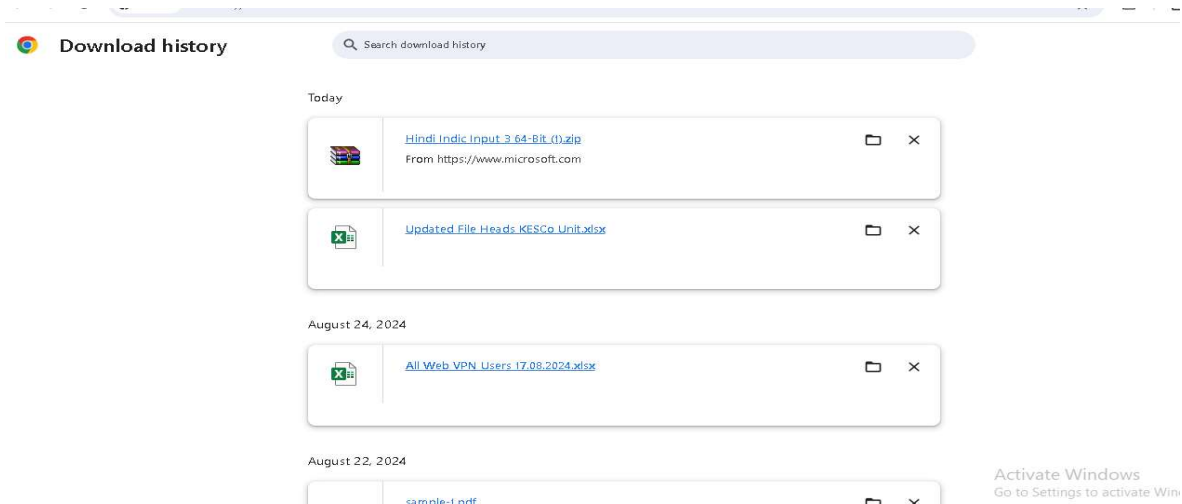 Download history
Search download history
Today
Hindi Indic Input 3 64-Bit (1).zip
From https://www.microsoft.com
Updated File Heads KESCo Unit.xlsx
August 24, 2024
All Web VPN Users 17.08.2024.xlsx
August 22, 2024
sample-1.pdf
Activate Windows
Go to Settings to activate Win